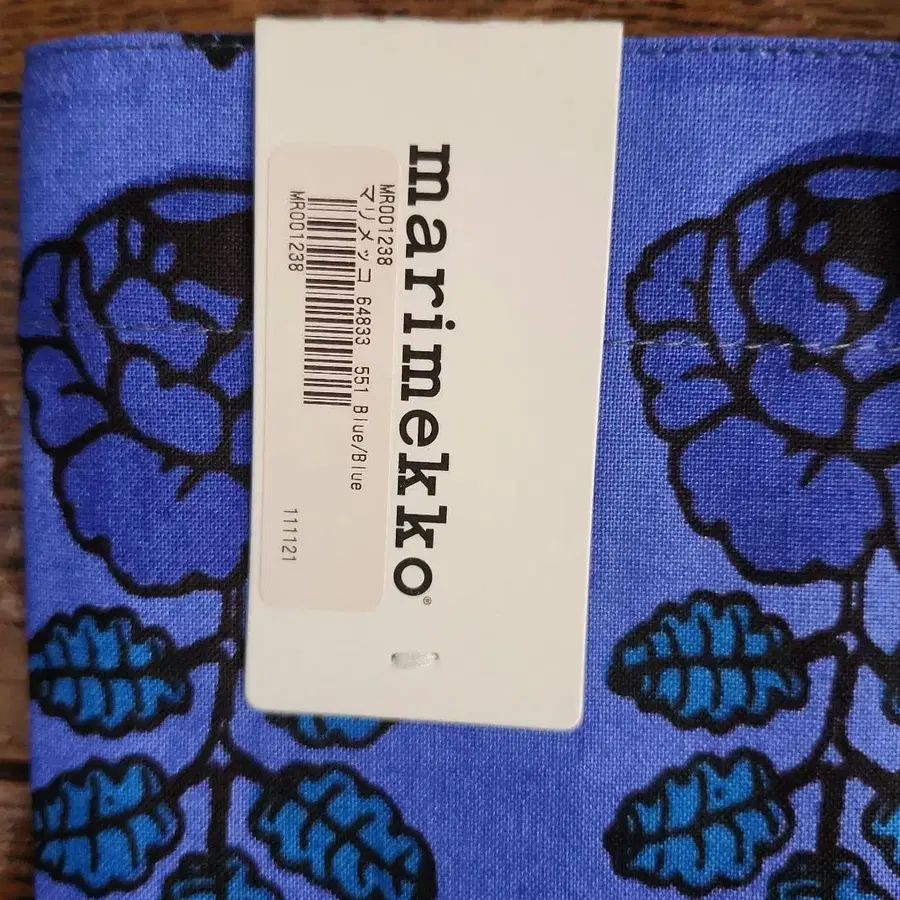 marimekko®
MR001238
マリメッコ 64833 551 Blue/Blue
MR001238
111121